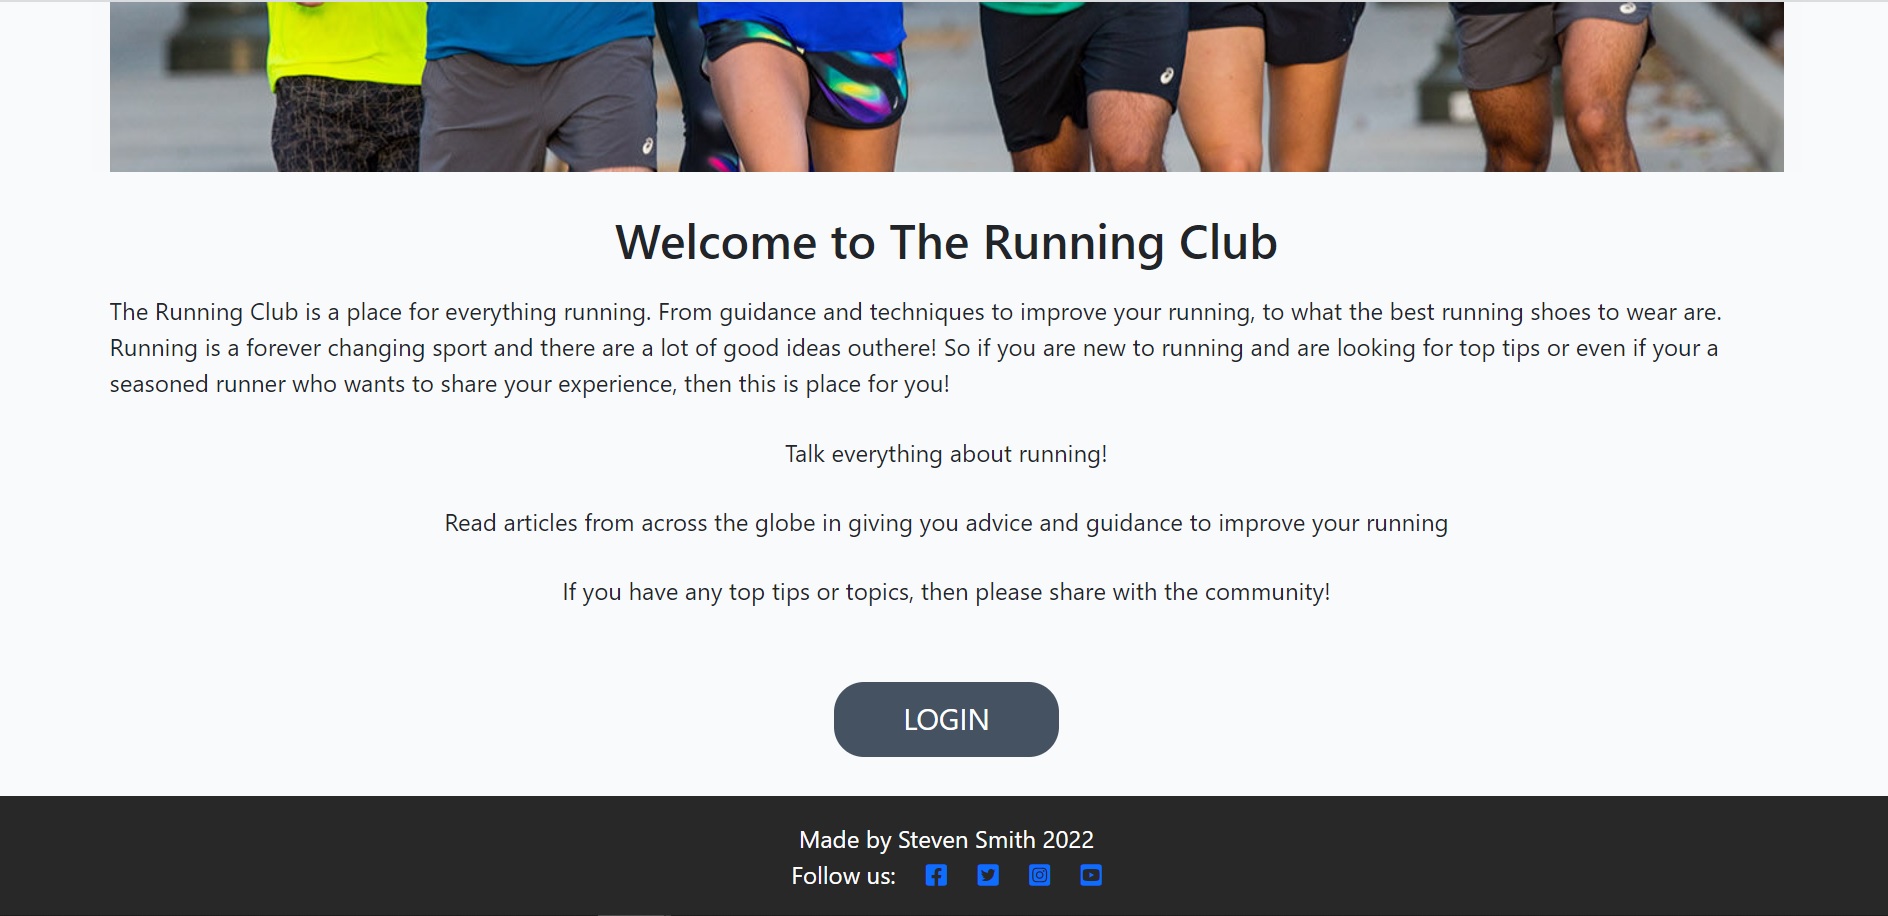 Welcome to The Running Club
The Running Club is a place for everything running. From guidance and techniques to improve your running, to what the best running shoes to wear are.
Running is a forever changing sport and there are a lot of good ideas outhere! So if you are new to running and are looking for top tips or even if your a
seasoned runner who wants to share your experience, then this is place for you!
Talk everything about running!
Read articles from across the globe in giving you advice and guidance to improve your running
If you have any top tips or topics, then please share with the community!
LOGIN
Made by Steven Smith 2022
Follow us: